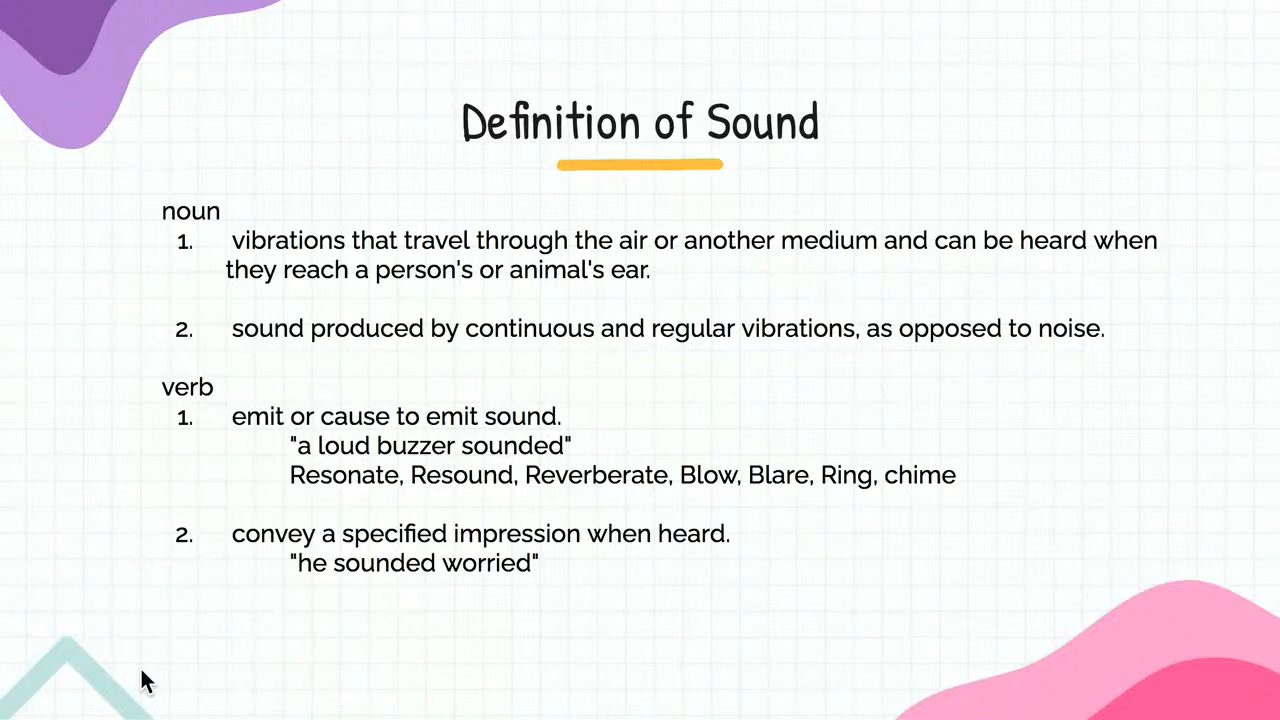 Definition of Sound
noun
1. vibrations that travel through the air or another medium and can be heard when
they reach a person's or animal's ear.
2. sound produced by continuous and regular vibrations, as opposed to noise.
verb
1. emit or cause to emit sound.
"a loud buzzer sounded"
Resonate, Resound, Reverberate, Blow, Blare, Ring, chime
2. convey a specified impression when heard.
"he sounded worried"